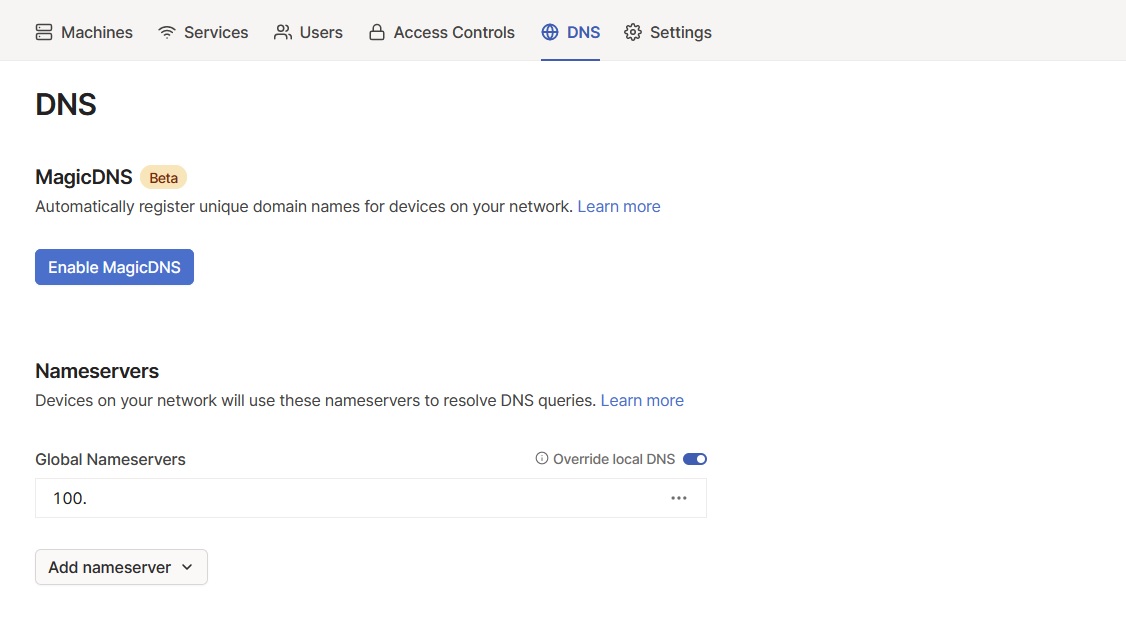 Machines Services Users Access Controls DNS Settings
DNS
MagicDNS Beta
Automatically register unique domain names for devices on your network. Learn more
Enable MagicDNS
Nameservers
Devices on your network will use these nameservers to resolve DNS queries. Learn more
Global Nameservers Override local DNS
100.
Add nameserver